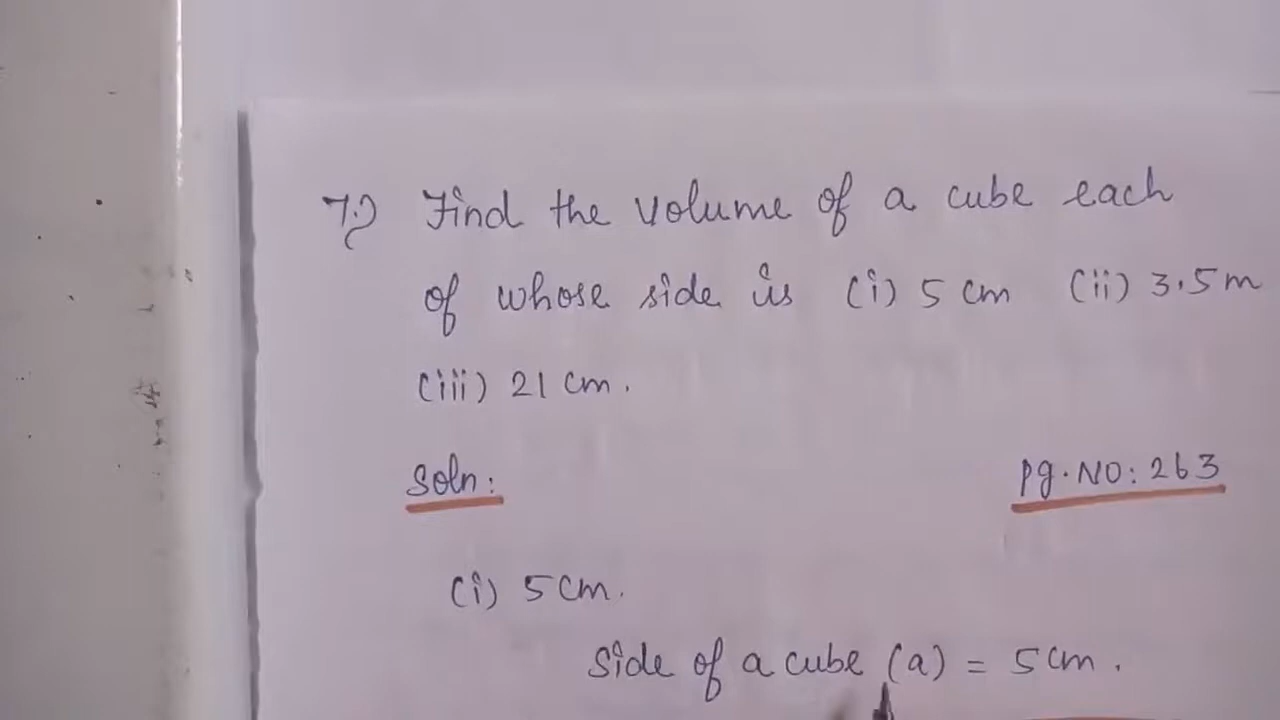 7.) Find the volume of a cube each
of whose side is (i) 5 cm (ii) 3.5 m
(iii) 21 cm.
Soln:
Pg. NO: 263
(i) 5 cm.
Side of a cube (a) = 5 cm.